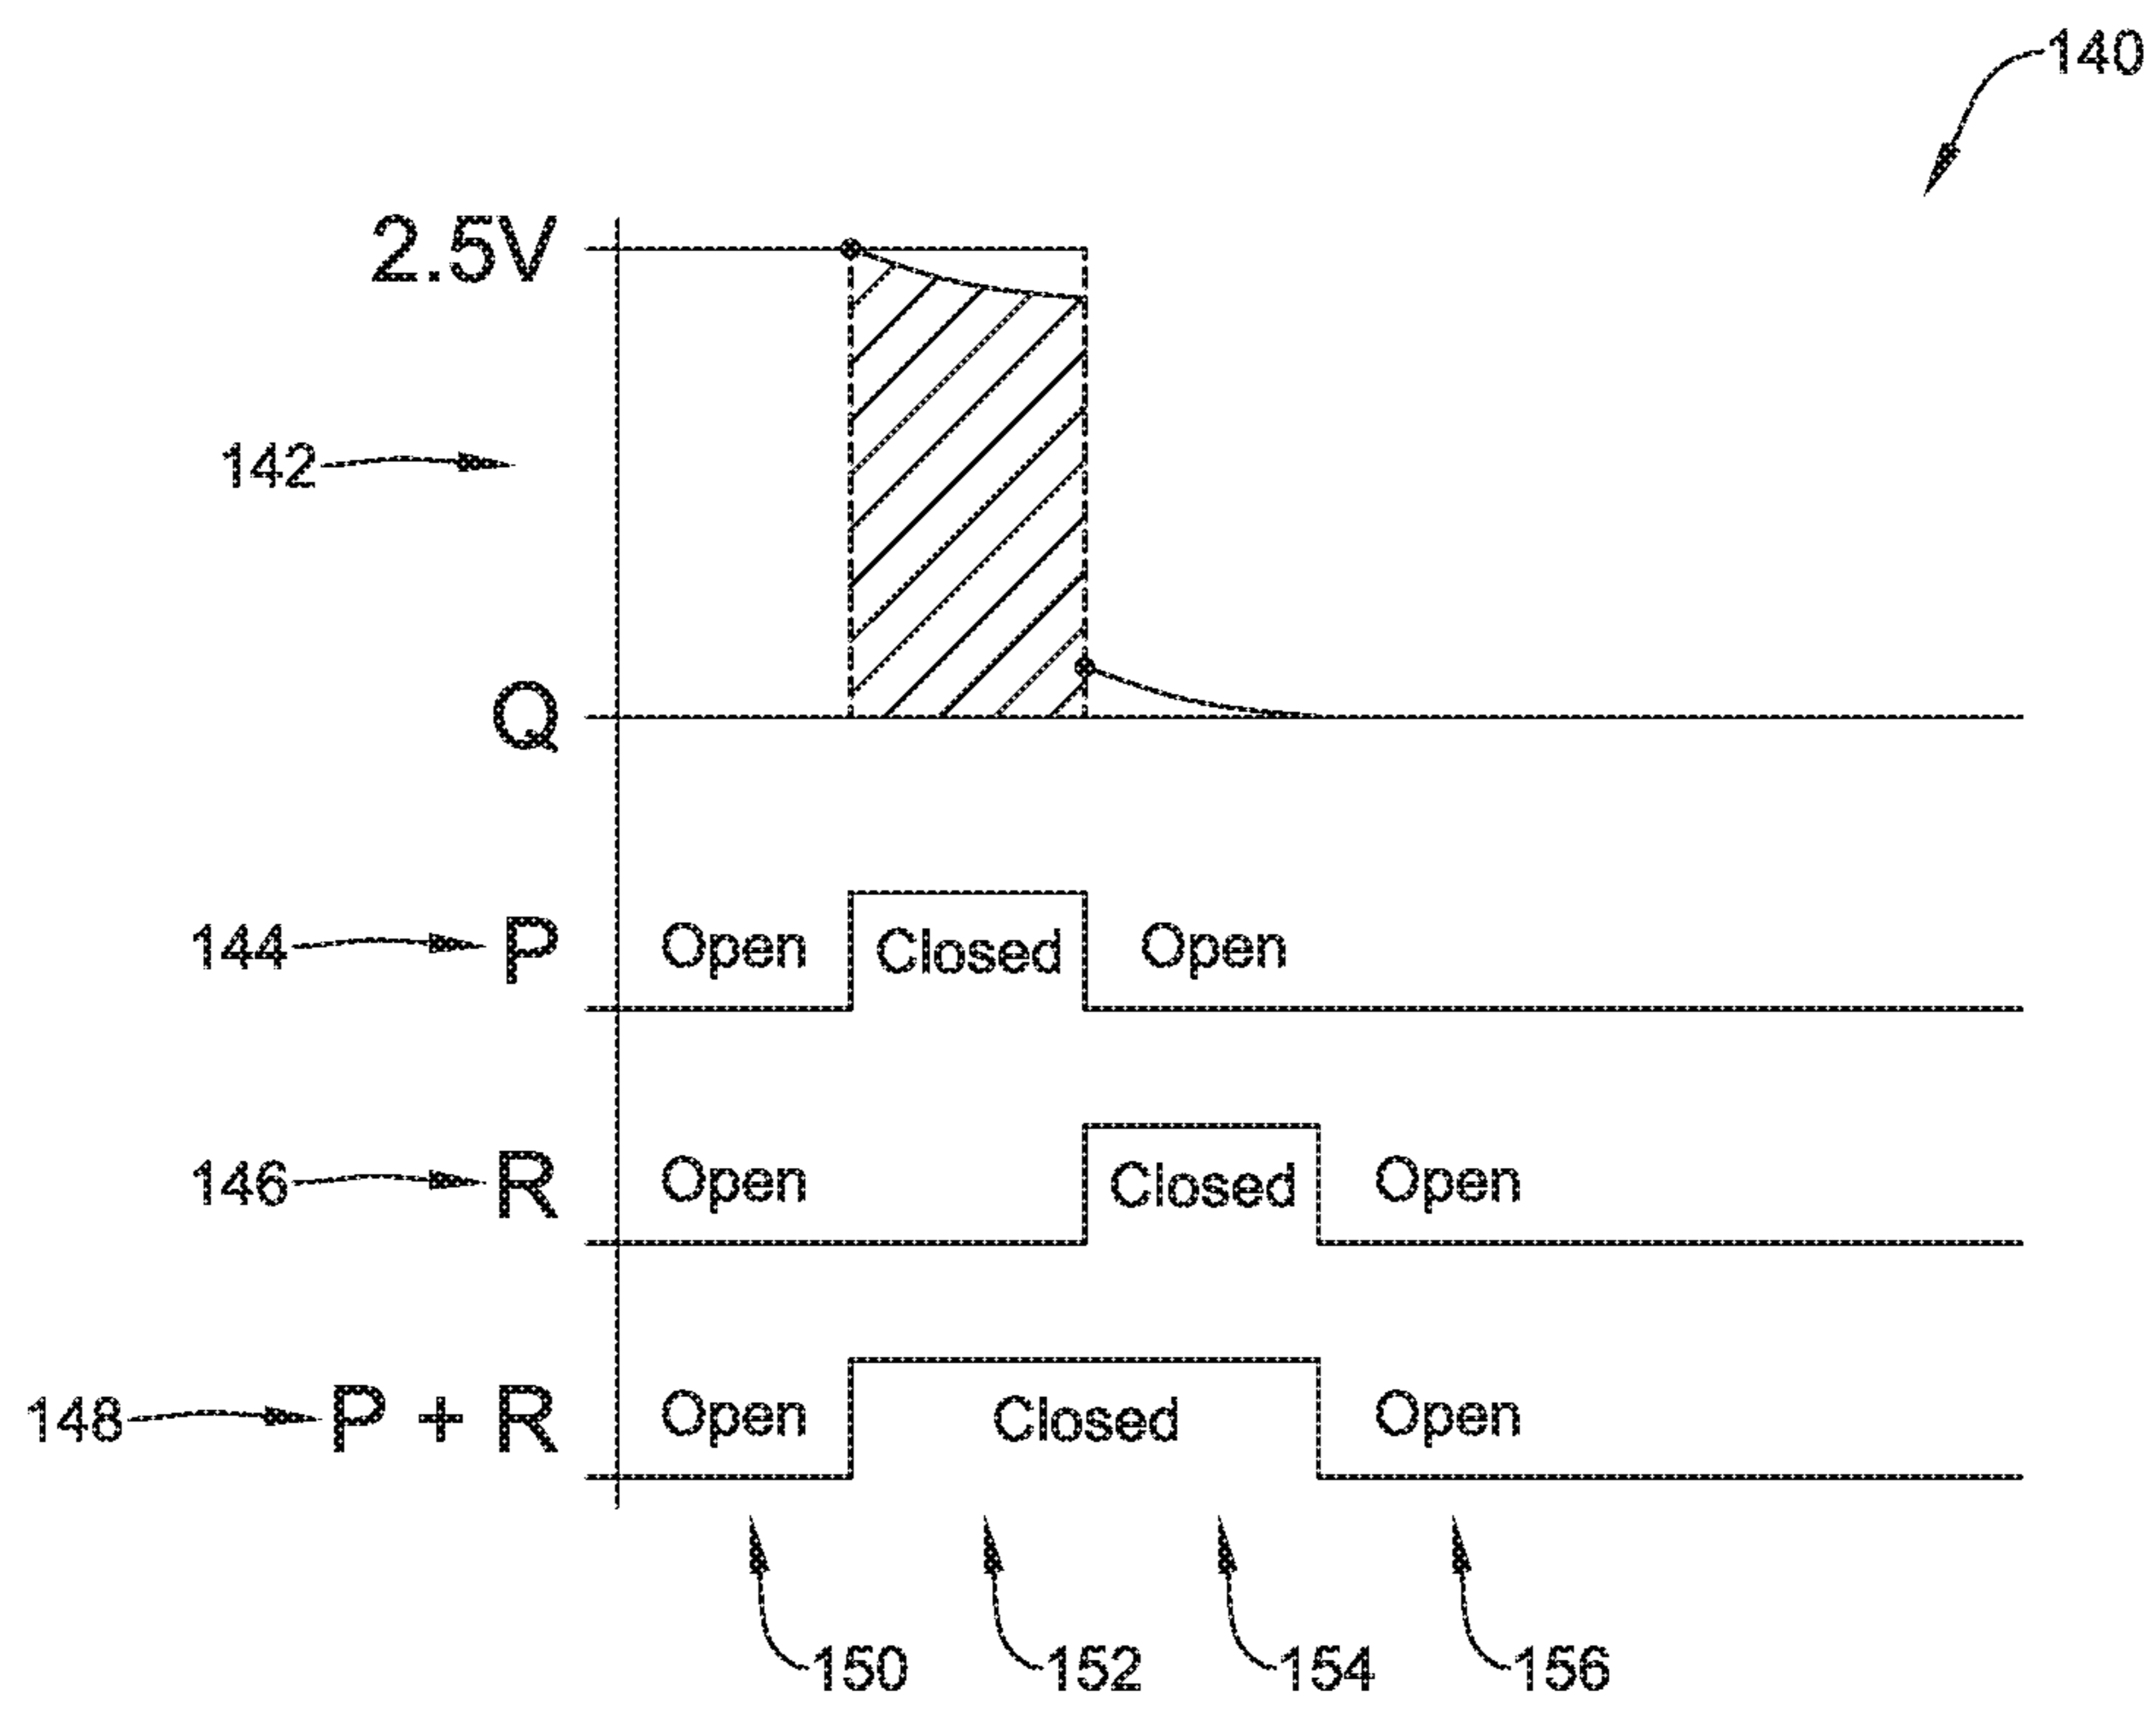 140
2.5V
142
Q
144 P Open Closed Open
146 R Open Closed Open
148 P + R Open Closed Open
150 152 154 156